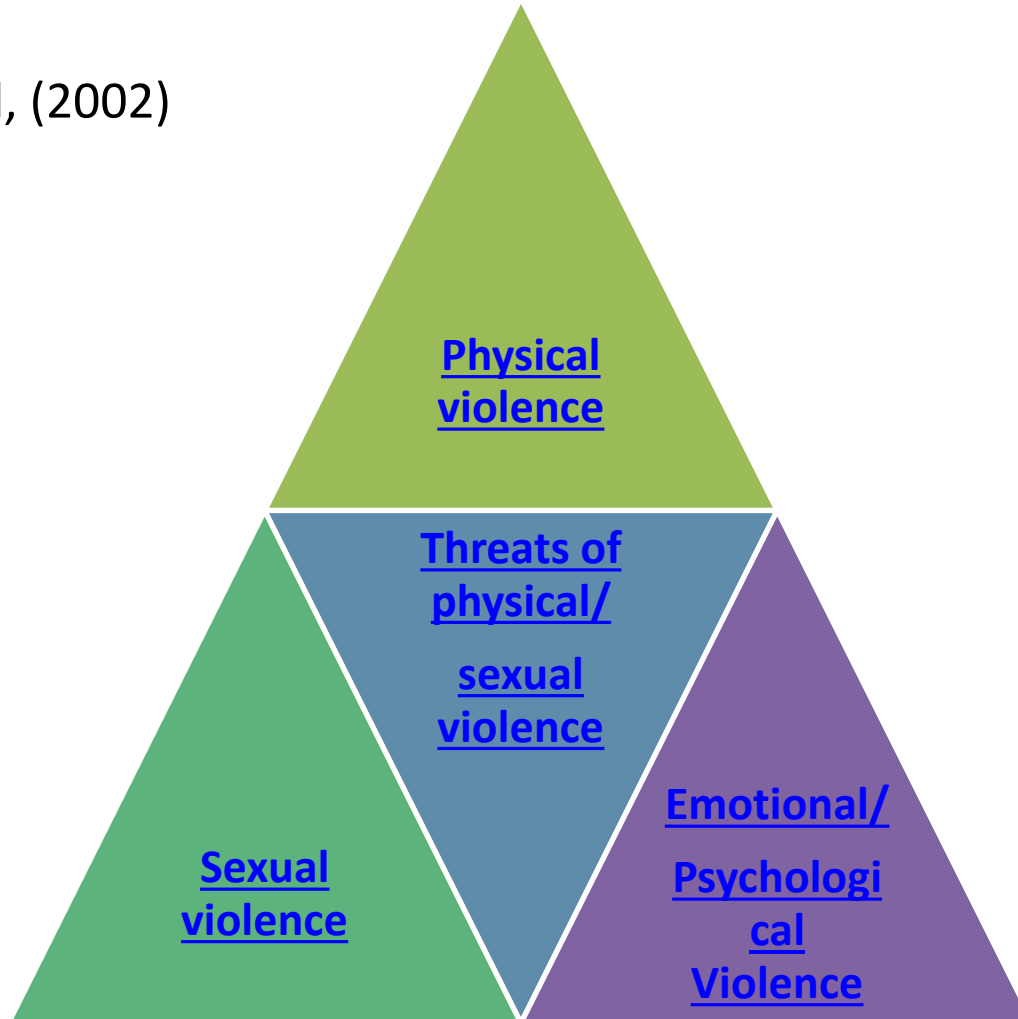 l, (2002)
Physical
violence
Threats of
physical/
sexual
violence
Sexual
violence
Emotional/
Psychologi
cal
Violence